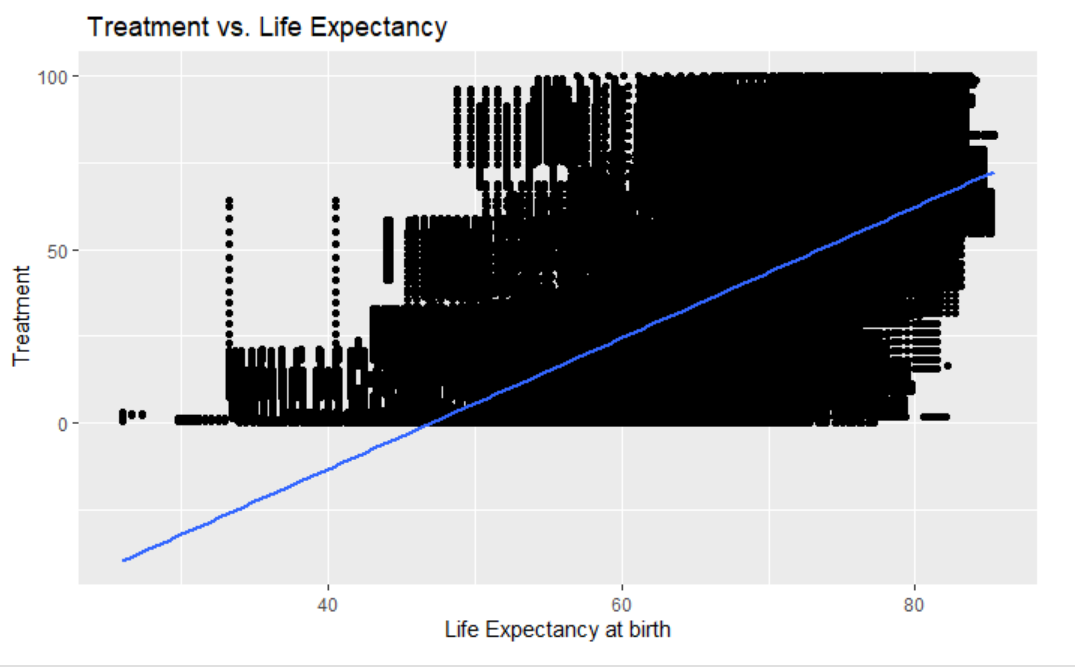 Treatment vs. Life Expectancy
100
50
0
Treatment
40 60 80
Life Expectancy at birth